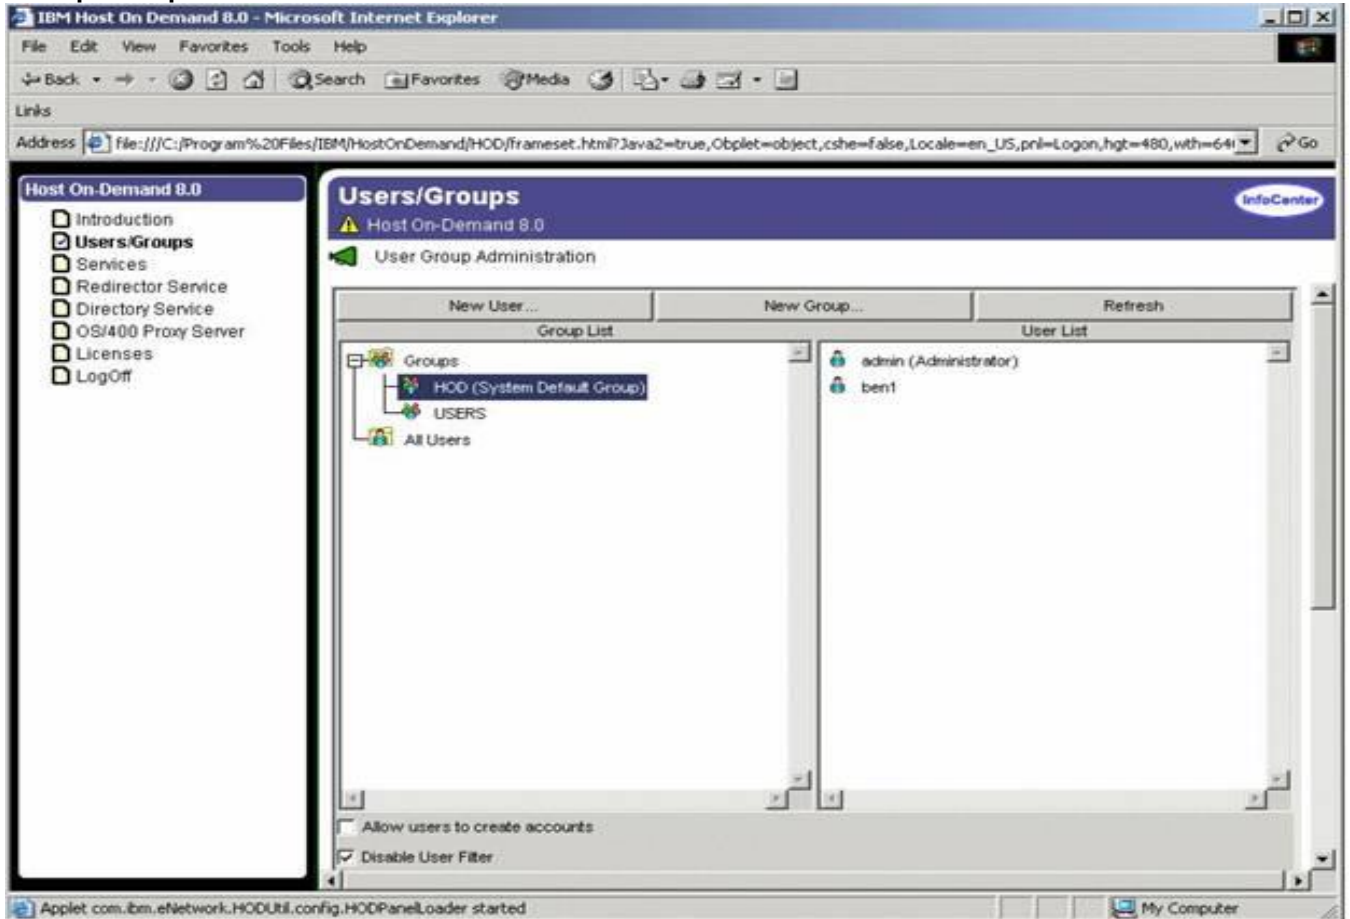 IBM Host On Demand 8.0 - Microsoft Internet Explorer
File Edit View Favorites Tools Help
Back Search Favorites Media
Links
Address file:///C:/Program%20Files/IBM/HostOnDemand/HOD/frameset.html?Java2=true,Obplet=object,cshe=false,Locale=en_US,pnl=Logon,hgt=480,wth=64 Go
Host On-Demand 8.0
Introduction
Users/Groups
Services
Redirector Service
Directory Service
OS/400 Proxy Server
Licenses
LogOff
Users/Groups
InfoCenter
Host On-Demand 8.0
User Group Administration
New User... New Group... Refresh
Group List User List
Groups
HOD (System Default Group)
USERS
All Users
admin (Administrator)
ben1
Allow users to create accounts
Disable User Filter
Applet com.ibm.eNetwork.HODUtil.config.HODPanelLoader started My Computer